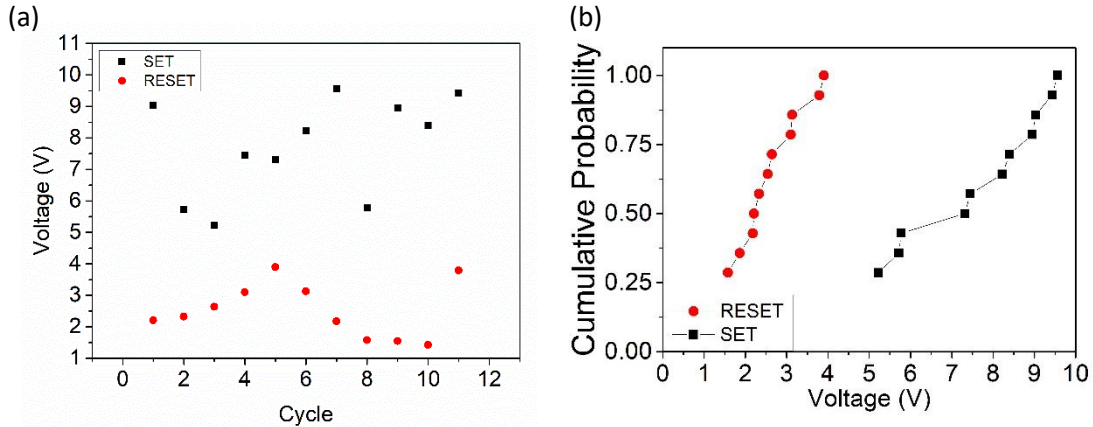 (a)
11
10
9
8
7
6
5
4
3
2
1
Voltage (V)
SET
RESET
0 2 4 6 8 10 12
Cycle
(b)
1.00
0.75
0.50
0.25
0.00
Cumulative Probability
RESET
SET
0 1 2 3 4 5 6 7 8 9 10
Voltage (V)